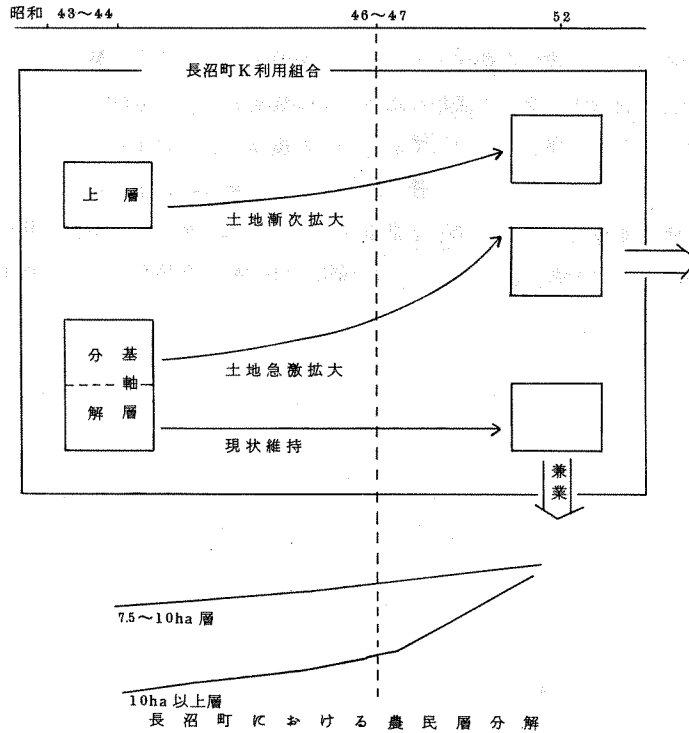 昭和 43～44 46～47 52
長沼町K利用組合
上層
土地漸次拡大
分基
軸
解層
土地急激拡大
現状維持
兼業
7.5～10ha 層
10ha 以上層
長沼町における農民層分解